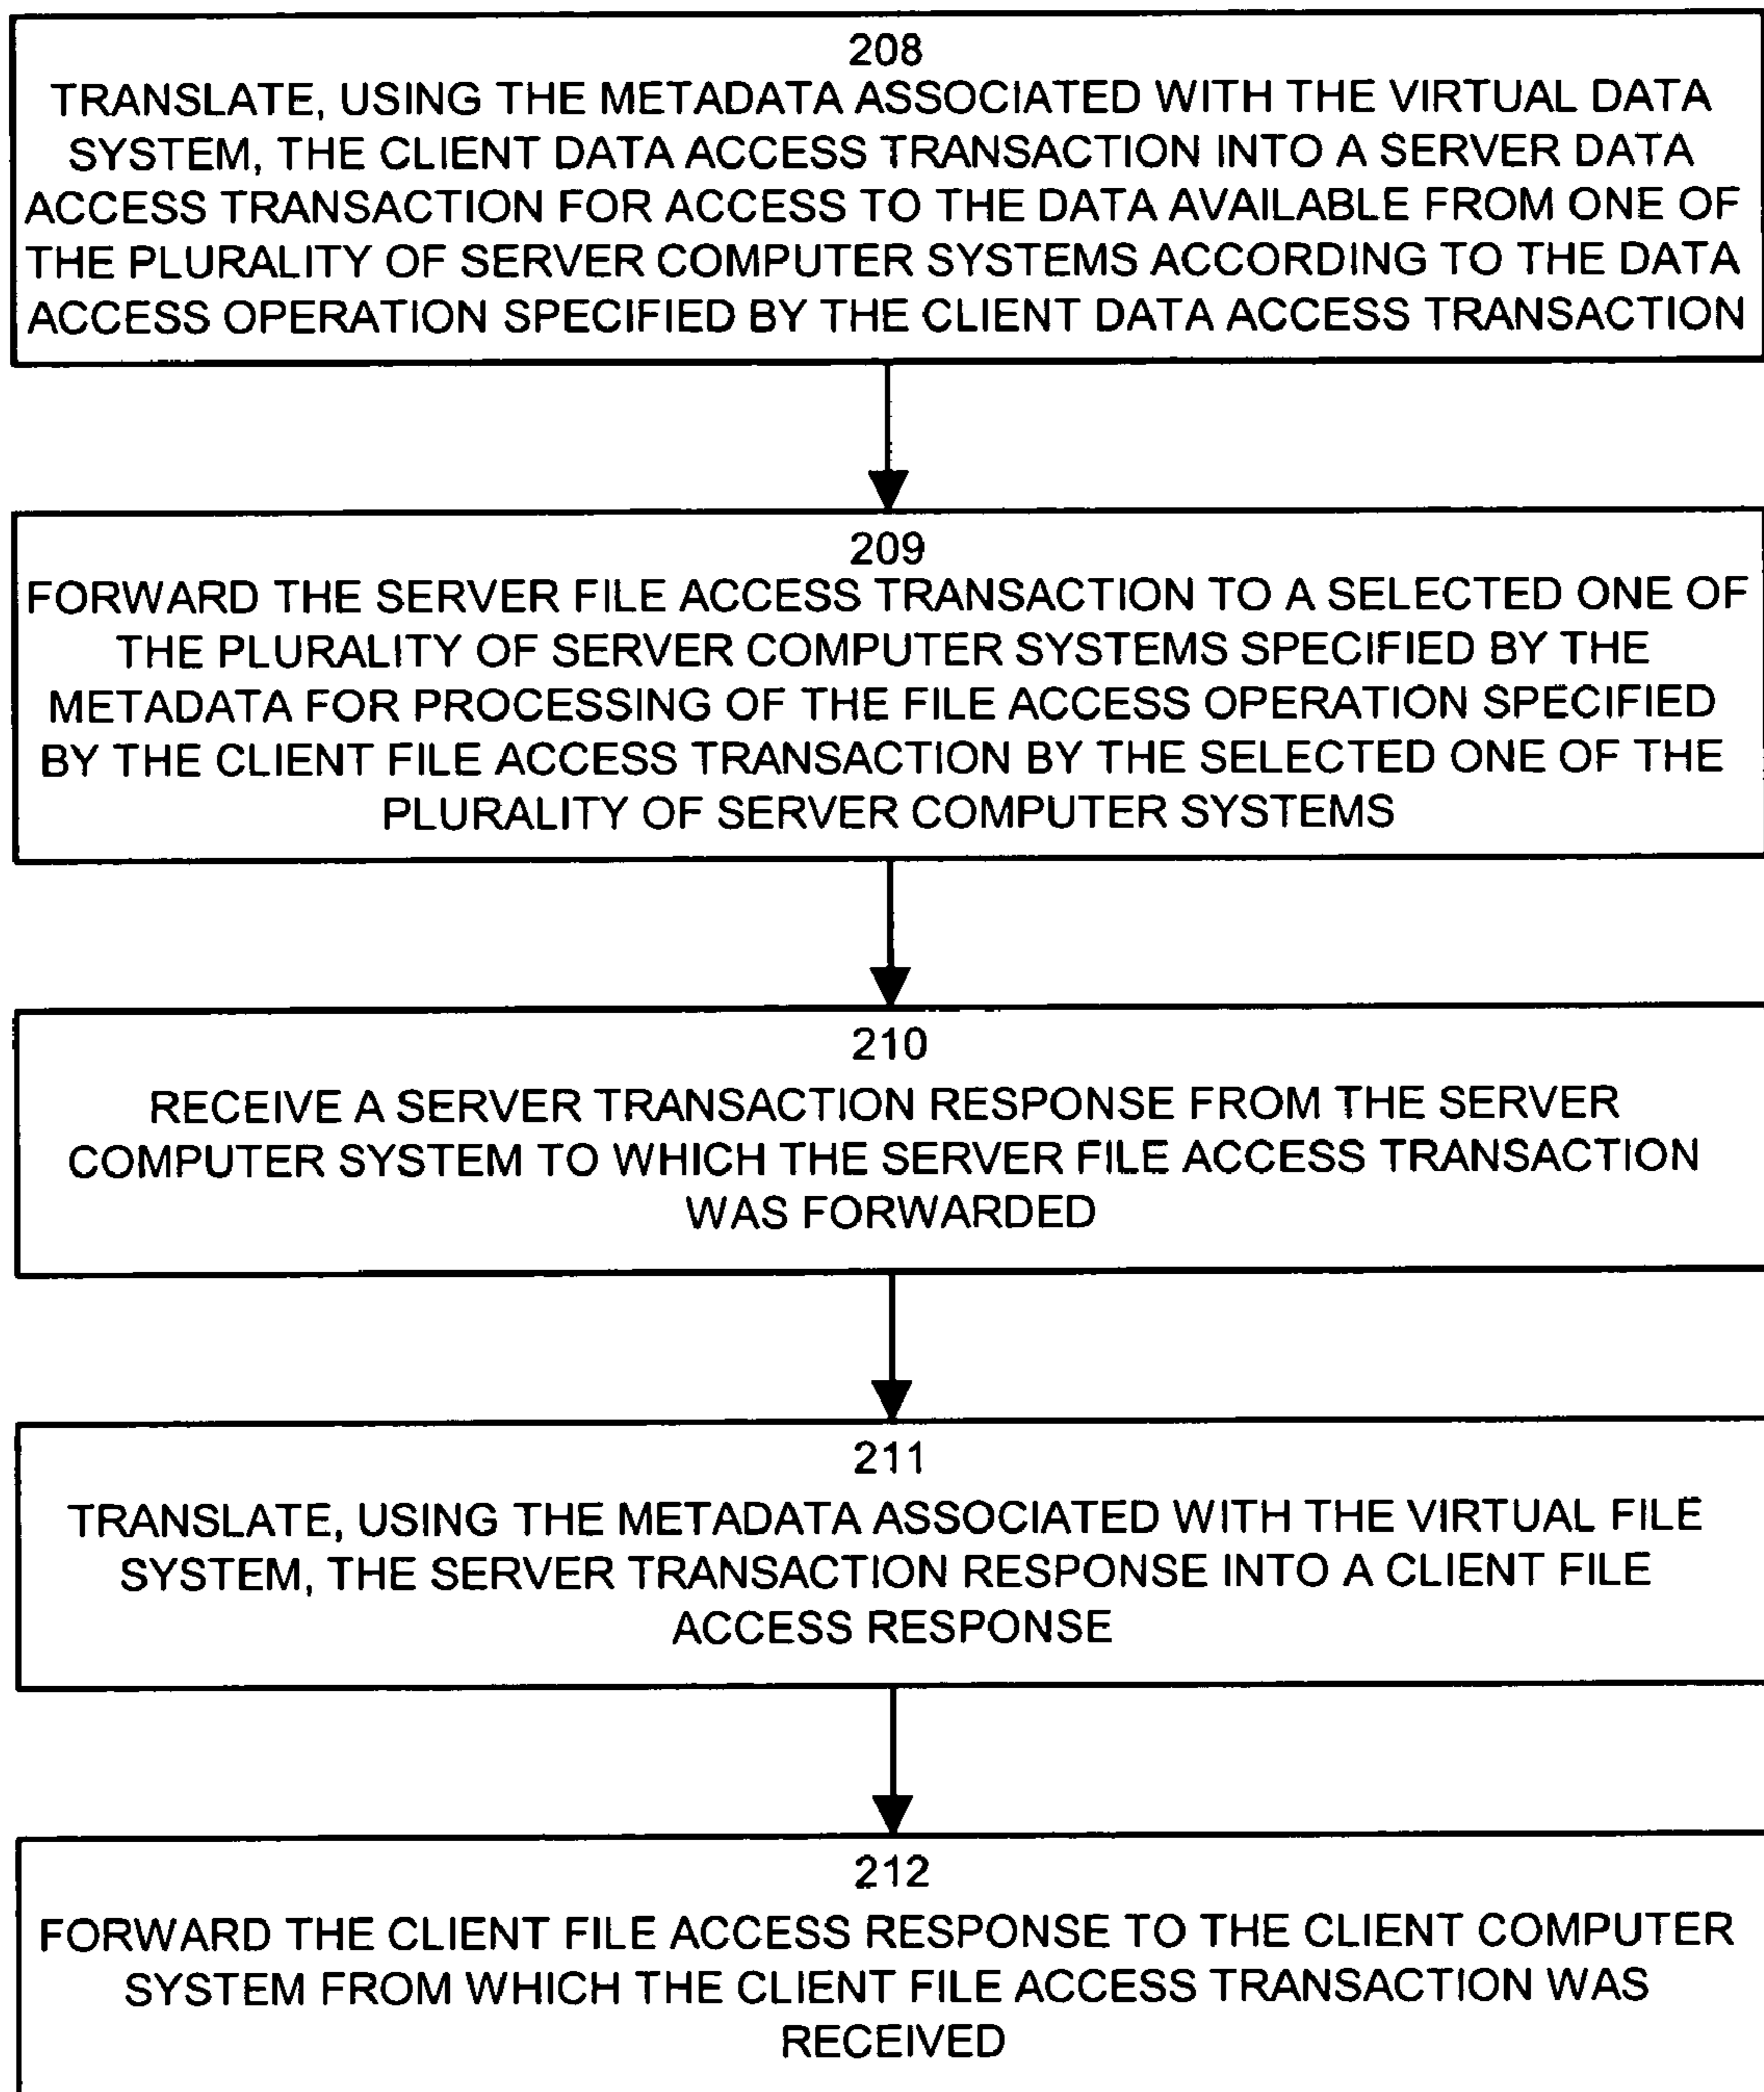 208
TRANSLATE, USING THE METADATA ASSOCIATED WITH THE VIRTUAL DATA
SYSTEM, THE CLIENT DATA ACCESS TRANSACTION INTO A SERVER DATA
ACCESS TRANSACTION FOR ACCESS TO THE DATA AVAILABLE FROM ONE OF
THE PLURALITY OF SERVER COMPUTER SYSTEMS ACCORDING TO THE DATA
ACCESS OPERATION SPECIFIED BY THE CLIENT DATA ACCESS TRANSACTION
209
FORWARD THE SERVER FILE ACCESS TRANSACTION TO A SELECTED ONE OF
THE PLURALITY OF SERVER COMPUTER SYSTEMS SPECIFIED BY THE
METADATA FOR PROCESSING OF THE FILE ACCESS OPERATION SPECIFIED
BY THE CLIENT FILE ACCESS TRANSACTION BY THE SELECTED ONE OF THE
PLURALITY OF SERVER COMPUTER SYSTEMS
210
RECEIVE A SERVER TRANSACTION RESPONSE FROM THE SERVER
COMPUTER SYSTEM TO WHICH THE SERVER FILE ACCESS TRANSACTION
WAS FORWARDED
211
TRANSLATE, USING THE METADATA ASSOCIATED WITH THE VIRTUAL FILE
SYSTEM, THE SERVER TRANSACTION RESPONSE INTO A CLIENT FILE
ACCESS RESPONSE
212
FORWARD THE CLIENT FILE ACCESS RESPONSE TO THE CLIENT COMPUTER
SYSTEM FROM WHICH THE CLIENT FILE ACCESS TRANSACTION WAS
RECEIVED